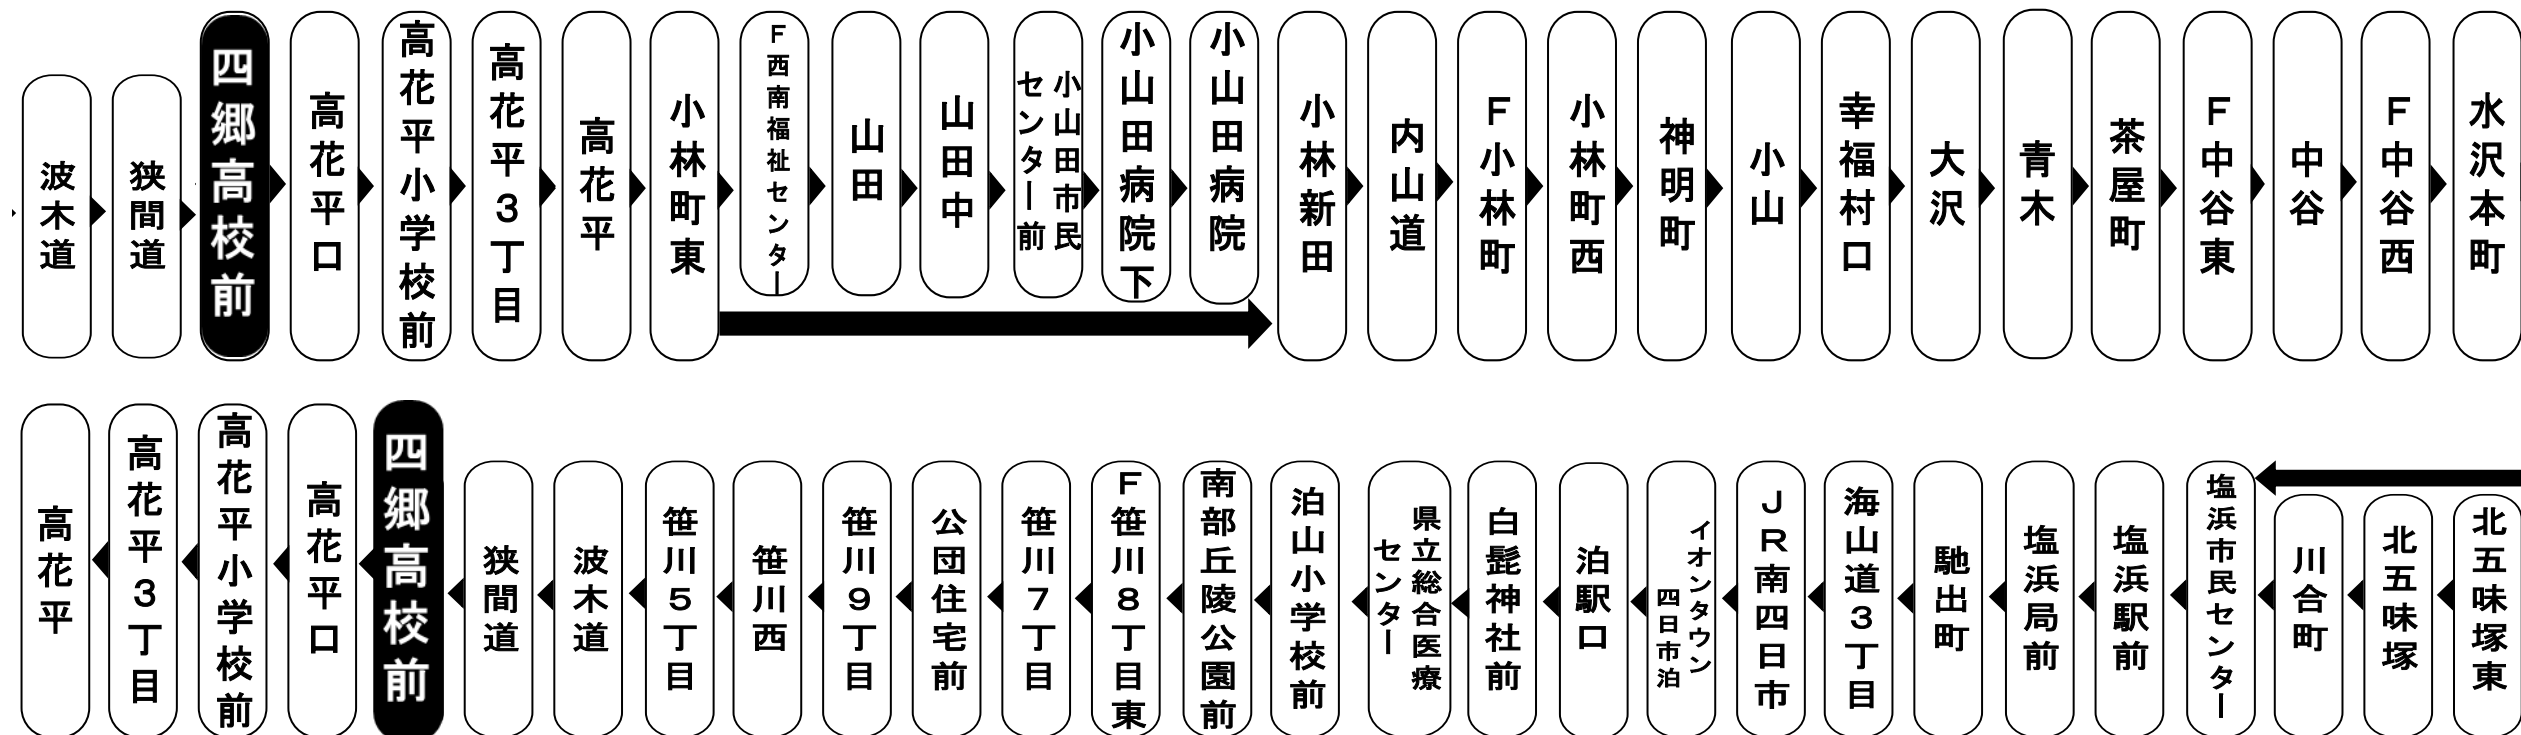 波木道
狭間道
四郷高校前
高花平口
高花平小学校前
高花平３丁目
高花平
小林町東
Ｆ西南福祉センター
山田
山田中
小山田市民
センター前
小山田病院下
小山田病院
小林新田
内山道
Ｆ小林町
小林町西
神明町
小山
幸福村口
大沢
青木
茶屋町
Ｆ中谷東
中谷
Ｆ中谷西
水沢本町
高花平
高花平３丁目
高花平小学校前
高花平口
四郷高校前
狭間道
波木道
笹川５丁目
笹川西
笹川９丁目
公団住宅前
笹川７丁目
Ｆ笹川８丁目東
南部丘陵公園前
泊山小学校前
県立総合医療
センター
白髭神社前
泊駅口
イオンタウン
四日市泊
ＪＲ南四日市
海山道３丁目
馳出町
塩浜局前
塩浜駅前
塩浜市民センター
川合町
北五味塚
北五味塚東